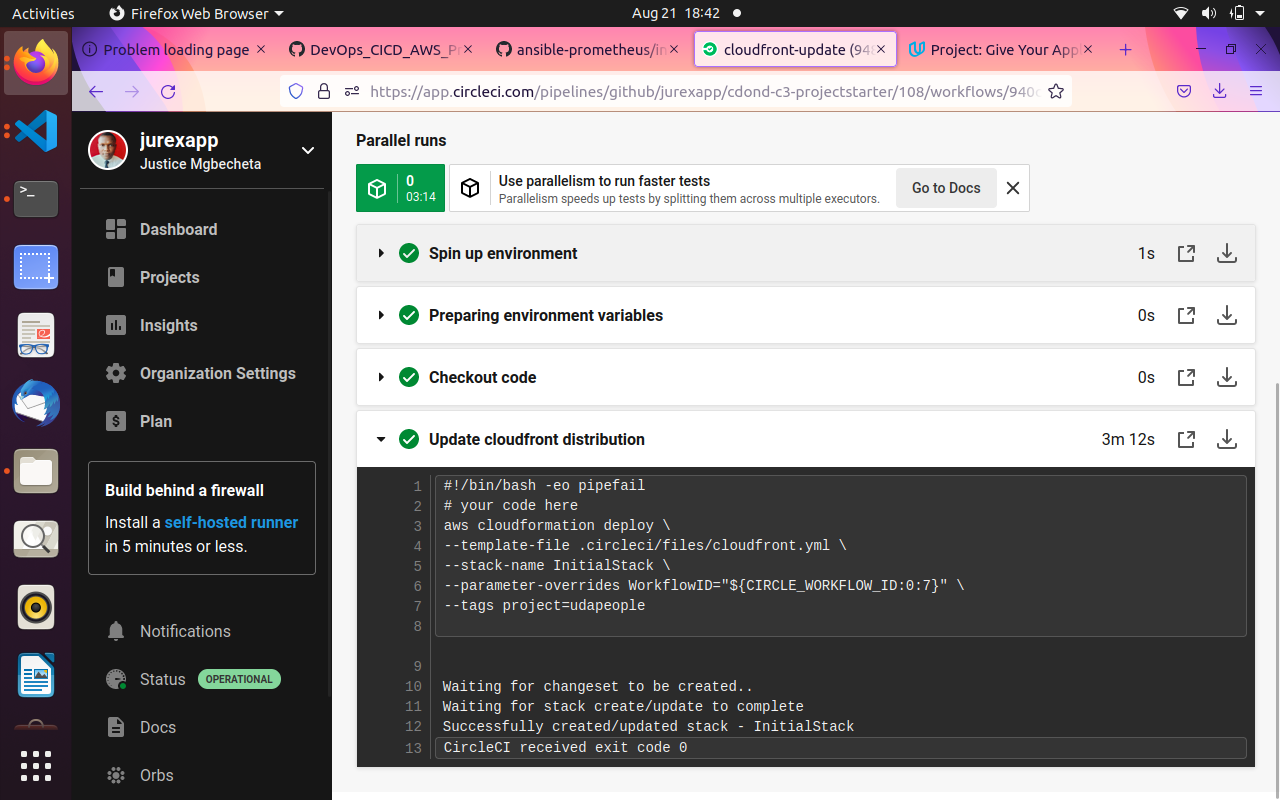 Activities
Firefox Web Browser
Aug 21 18:42
Problem loading page
DevOps_CICD_AWS_Pr
ansible-prometheus/in
cloudfront-update (940
Project: Give Your Appl
https://app.circleci.com/pipelines/github/jurexapp/cdond-c3-projectstarter/108/workflows/940c
jurexapp
Justice Mgbecheta
Dashboard
Projects
Insights
Organization Settings
Plan
Build behind a firewall
Install a self-hosted runner
in 5 minutes or less.
Notifications
Status OPERATIONAL
Docs
Orbs
Parallel runs
0
03:14
Use parallelism to run faster tests
Parallelism speeds up tests by splitting them across multiple executors.
Go to Docs
Spin up environment 1s
Preparing environment variables 0s
Checkout code 0s
Update cloudfront distribution 3m 12s
1 #!/bin/bash -eo pipefail
2 # your code here
3 aws cloudformation deploy \
4 --template-file .circleci/files/cloudfront.yml \
5 --stack-name InitialStack \
6 --parameter-overrides WorkflowID="${CIRCLE_WORKFLOW_ID:0:7}" \
7 --tags project=udapeople
8
9
10 Waiting for changeset to be created..
11 Waiting for stack create/update to complete
12 Successfully created/updated stack - InitialStack
13 CircleCI received exit code 0